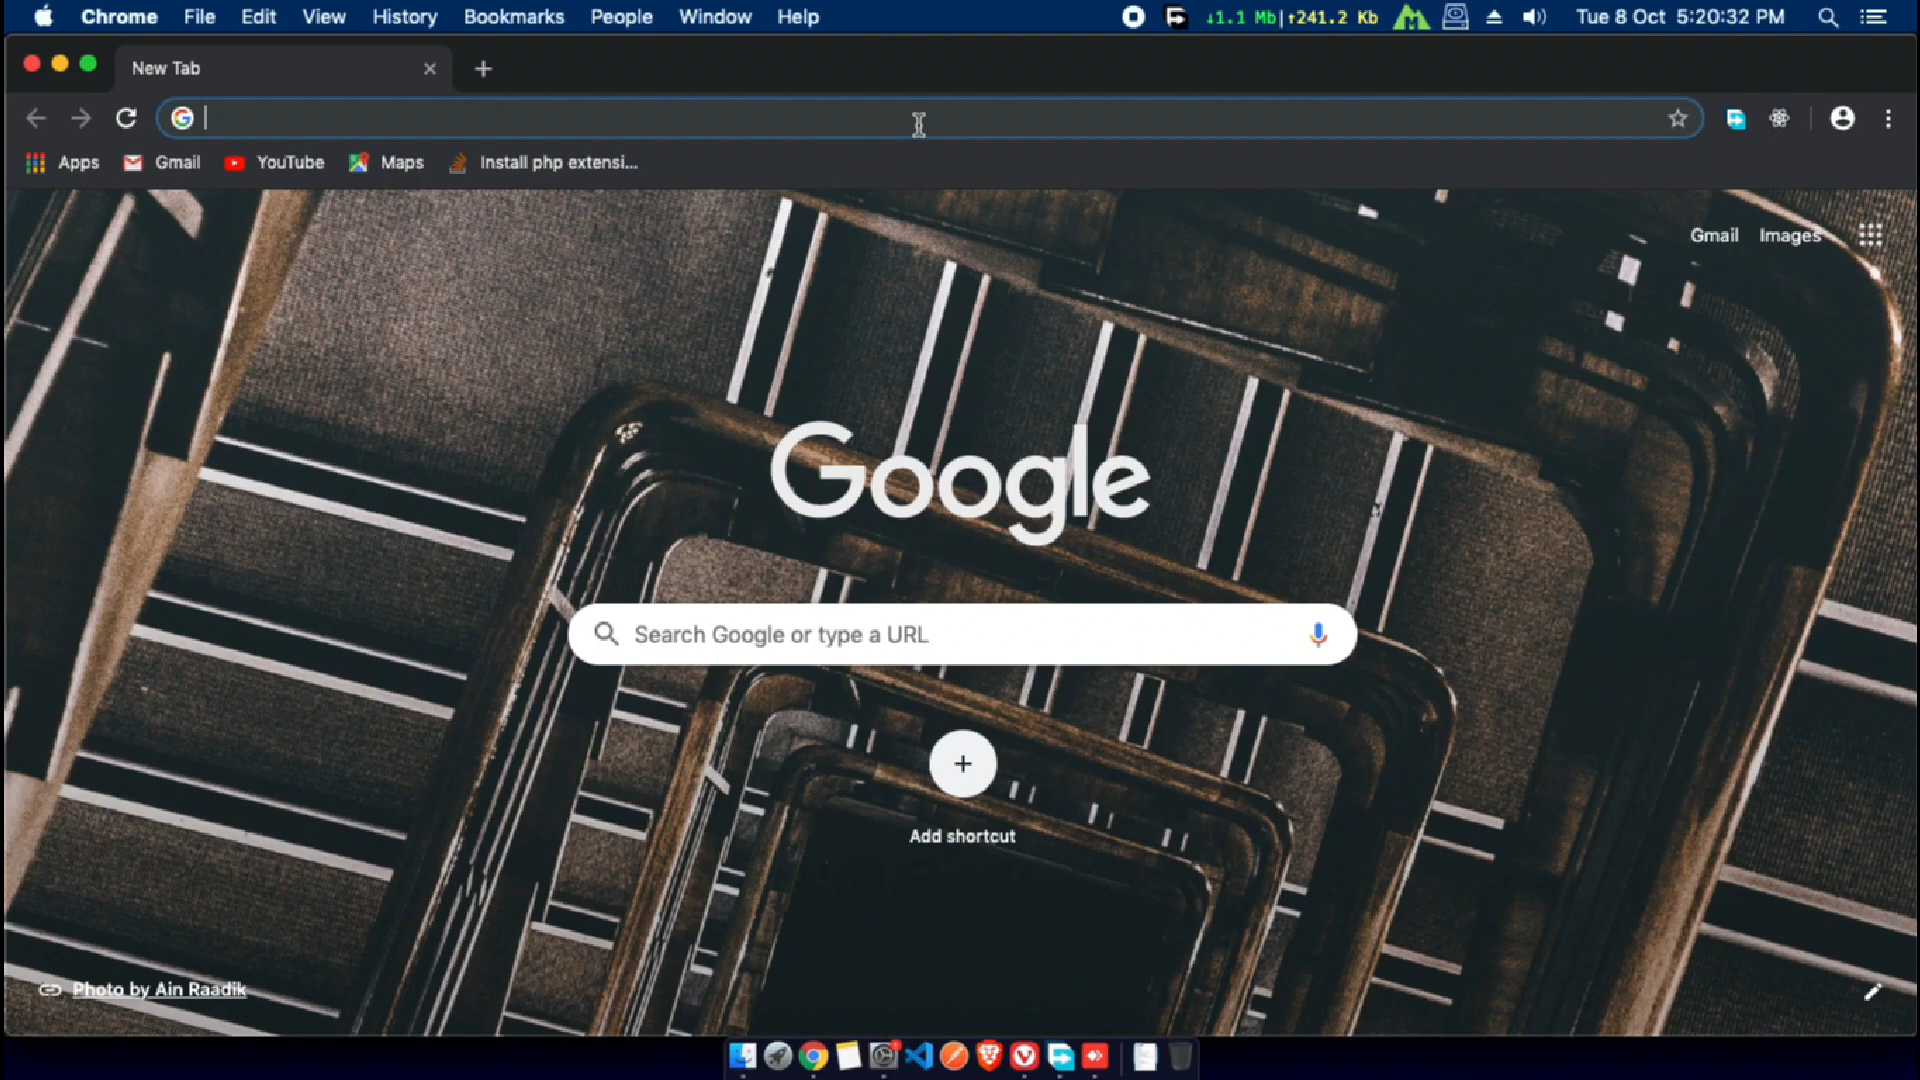 Chrome File Edit View History Bookmarks People Window Help ↓1.1 Mb|↑241.2 Kb Tue 8 Oct 5:20:32 PM
New Tab
Apps Gmail YouTube Maps Install php extensi...
Gmail Images
Google
Search Google or type a URL
Add shortcut
Photo by Ain Raadik